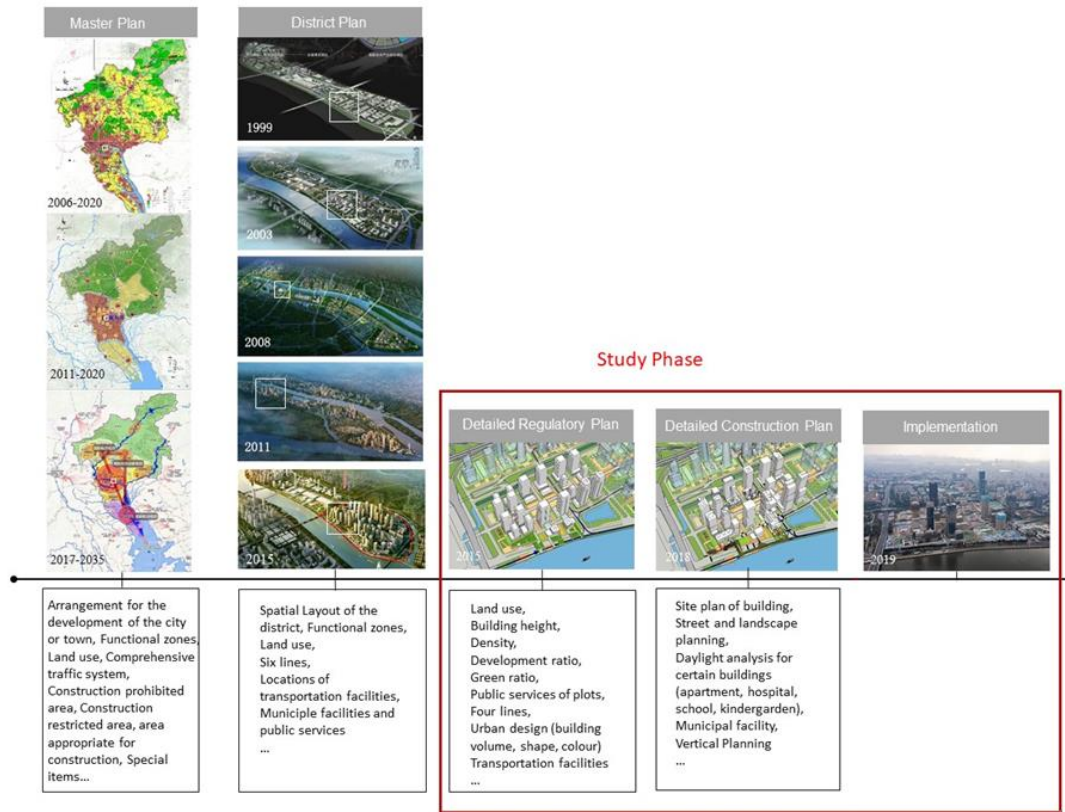 Master Plan
District Plan
2006-2020
2011-2020
2017-2035
1999
2003
2008
2011
2015
Study Phase
Detailed Regulatory Plan
Detailed Construction Plan
Implementation
2015
2018
2019
Arrangement for the
development of the city
or town, Functional zones,
Land use, Comprehensive
traffic system,
Construction prohibited
area, Construction
restricted area, area
appropriate for
construction, Special
items...
Spatial Layout of the
district, Functional zones,
Land use,
Six lines,
Locations of
transportation facilities,
Municiple facilities and
public services
...
Land use,
Building height,
Density,
Development ratio,
Green ratio,
Public services of plots,
Four lines,
Urban design (building
volume, shape, colour)
Transportation facilities
...
Site plan of building,
Street and landscape
planning,
Daylight analysis for
certain buildings
(apartment, hospital,
school, kindergarden),
Municipal facility,
Vertical Planning
...